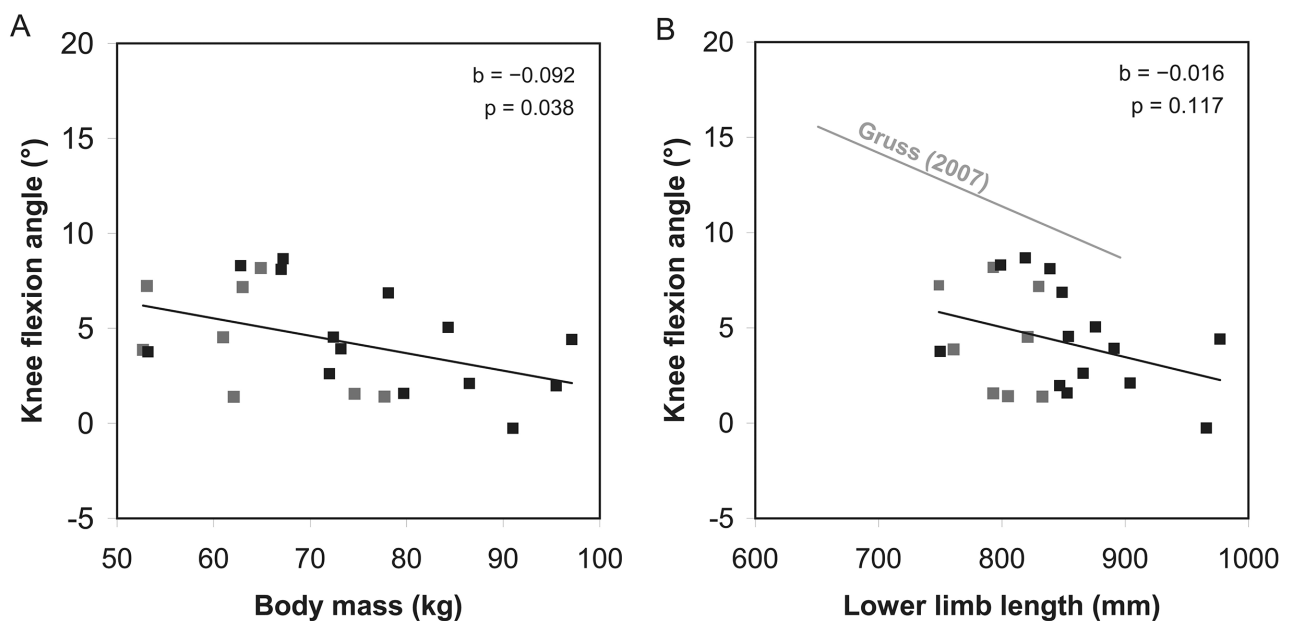 A
20
15
10
5
0
-5
Knee flexion angle (°)
b = −0.092
p = 0.038
50 60 70 80 90 100
Body mass (kg)
B
20
15
10
5
0
-5
Knee flexion angle (°)
b = −0.016
p = 0.117
Gruss (2007)
600 700 800 900 1000
Lower limb length (mm)